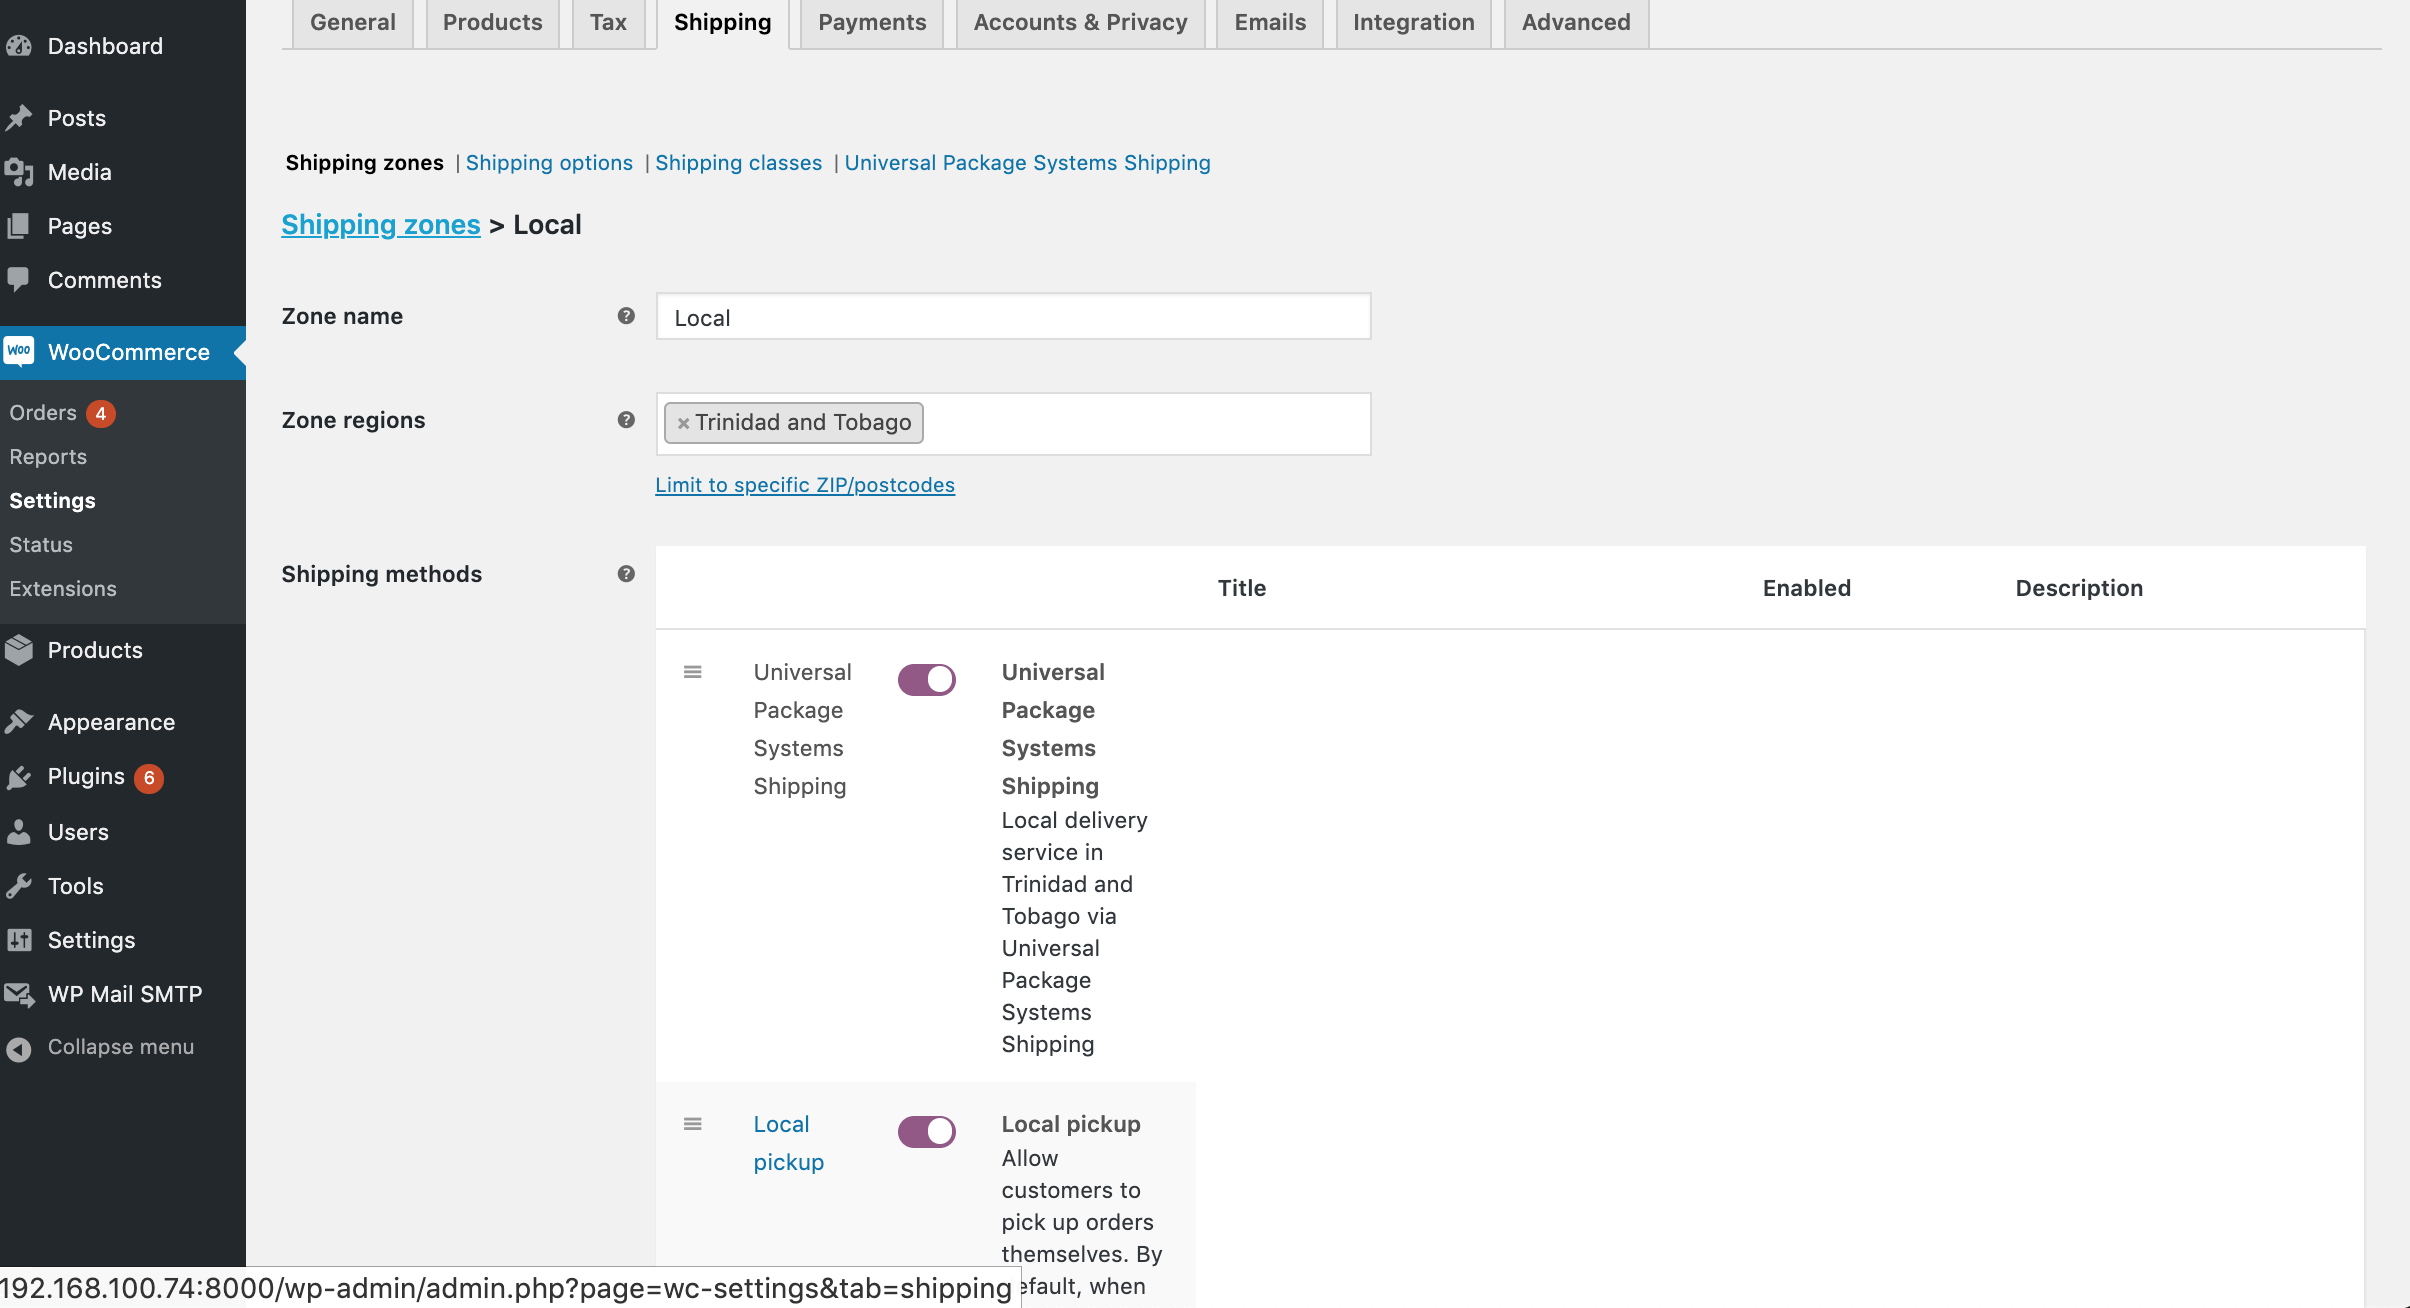 General
Products
Tax
Shipping
Payments
Accounts & Privacy
Emails
Integration
Advanced
Dashboard
Posts
Media
Pages
Comments
Woo WooCommerce
Orders 4
Reports
Settings
Status
Extensions
Products
Appearance
Plugins 6
Users
Tools
Settings
WP Mail SMTP
Collapse menu
Shipping zones | Shipping options | Shipping classes | Universal Package Systems Shipping
Shipping zones > Local
Zone name ? Local
Zone regions ? × Trinidad and Tobago
Limit to specific ZIP/postcodes
Shipping methods ?
Title Enabled Description
Universal
Package
Systems
Shipping
Universal
Package
Systems
Shipping
Local delivery
service in
Trinidad and
Tobago via
Universal
Package
Systems
Shipping
Local
pickup
Local pickup
Allow
customers to
pick up orders
themselves. By
efault, when
192.168.100.74:8000/wp-admin/admin.php?page=wc-settings&tab=shipping